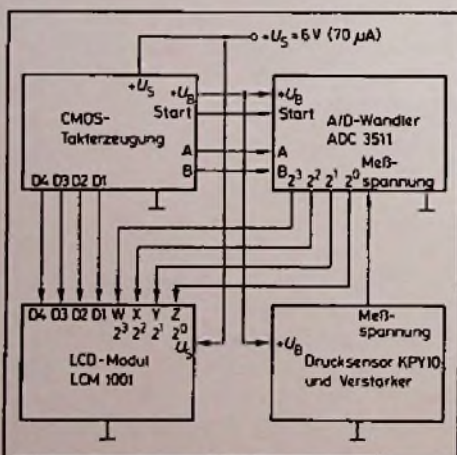 +U_S = 6V (70 µA)
+U_S
+U_B
Start
CMOS-
Takterzeugung
A
B
D4 D3 D2 D1
+U_B
Start
A/D-Wandler
ADC 3511
A
B
Meß-
spannung
2³ 2² 2¹ 2⁰
D4 D3 D2 D1 W X Y Z
2³ 2² 2¹ 2⁰
U_S
LCD-Modul
LCM 1001
Meß-
spannung
+U_B
Drucksensor KPY10
und Verstärker